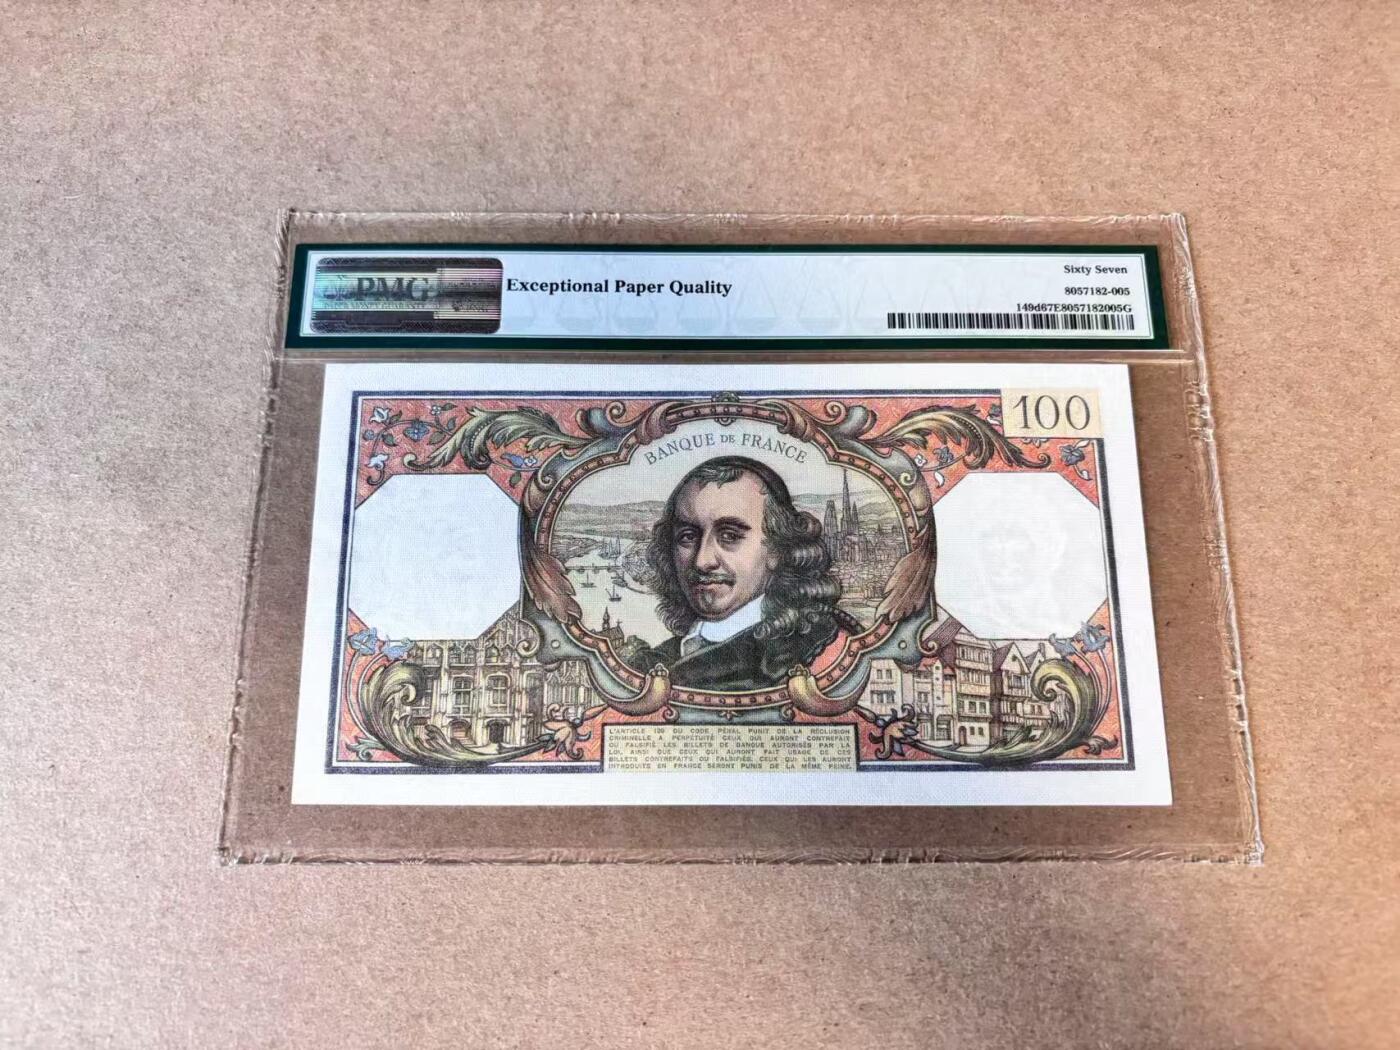 PMG
PAPER MONEY GUARANTY
Exceptional Paper Quality
Sixty Seven
8057182-005
149d67E8057182005G
100
BANQUE DE FRANCE
L'ARTICLE 139 DU CODE PÉNAL PUNIT DE LA RÉCLUSION
CRIMINELLE A PERPÉTUITÉ CEUX QUI AURONT CONTREFAIT
OU FALSIFIÉ LES BILLETS DE BANQUE AUTORISÉS PAR LA
LOI, AINSI QUE CEUX QUI AURONT FAIT USAGE DE CES
BILLETS CONTREFAITS OU FALSIFIÉS. CEUX QUI LES AURONT
INTRODUITS EN FRANCE SERONT PUNIS DE LA MÊME PEINE.